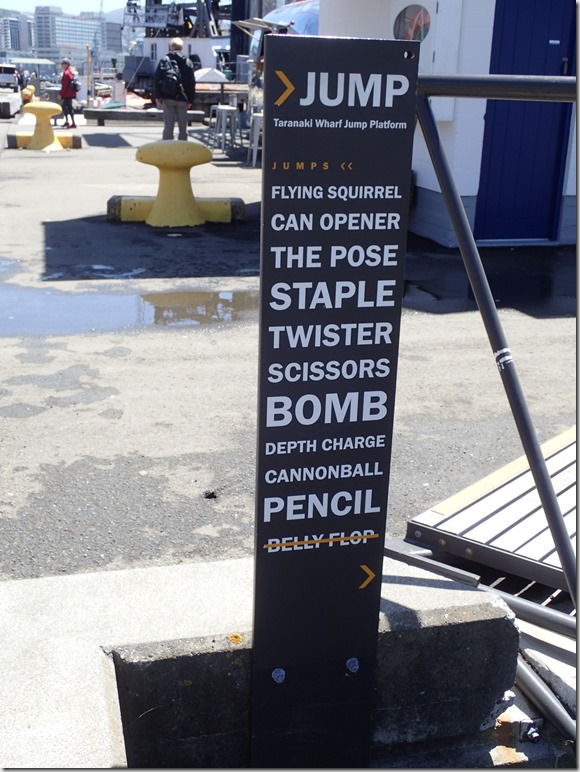 JUMP
Taranaki Wharf Jump Platform
JUMPS <<
FLYING SQUIRREL
CAN OPENER
THE POSE
STAPLE
TWISTER
SCISSORS
BOMB
DEPTH CHARGE
CANNONBALL
PENCIL
BELLY FLOP